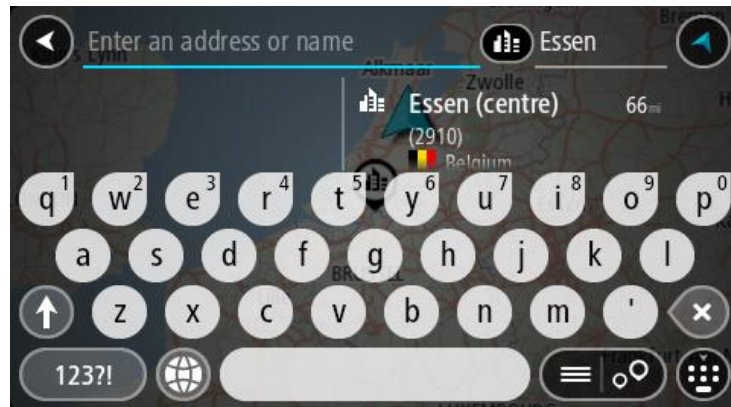 Enter an address or name
Essen
Alkmaar
Zwolle
Essen (centre) 66mi
(2910)
Belgium
q1 w2 e3 r4 t5 y6 u7 i8 o9 p0
a s d f g h j k l
z x c v b n m '
123?!